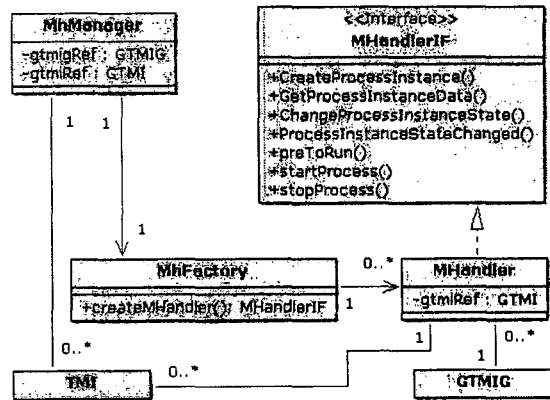 MhManager
-gtmigRef : GTMIG
-gtmiRef : GTMI
<<Interface>>
MHandlerIF
+CreateProcessInstance()
+GetProcessInstanceData()
+ChangeProcessInstanceState()
+ProcessInstanceStateChanged()
+preToRun()
+startProcess()
+stopProcess()
1
1
1
MhFactory
+createMHandler(): MHandlerIF
0..*
1
MHandler
-gtmiRef : GTMI
0..*
0..*
1
0..*
1
TMI
GTMIG